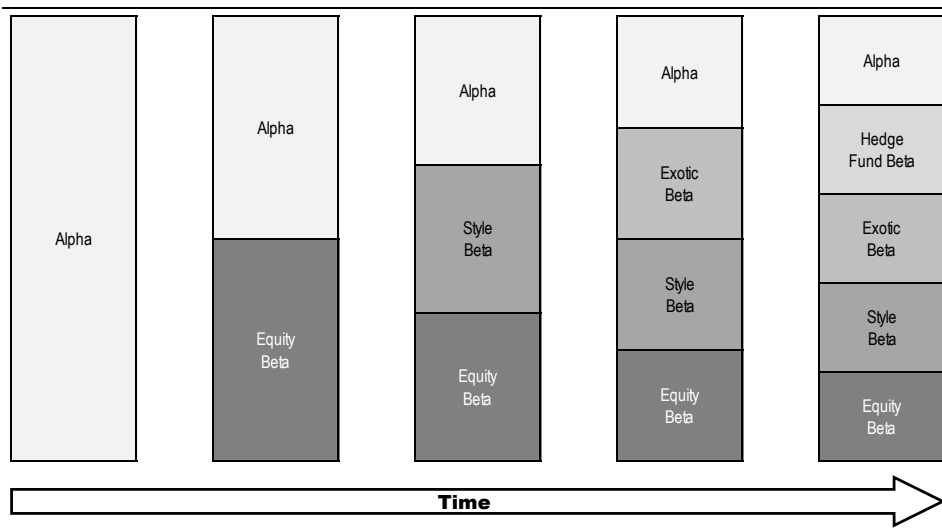 Alpha
Alpha
Equity
Beta
Alpha
Style
Beta
Equity
Beta
Alpha
Exotic
Beta
Style
Beta
Equity
Beta
Alpha
Hedge
Fund Beta
Exotic
Beta
Style
Beta
Equity
Beta
Time